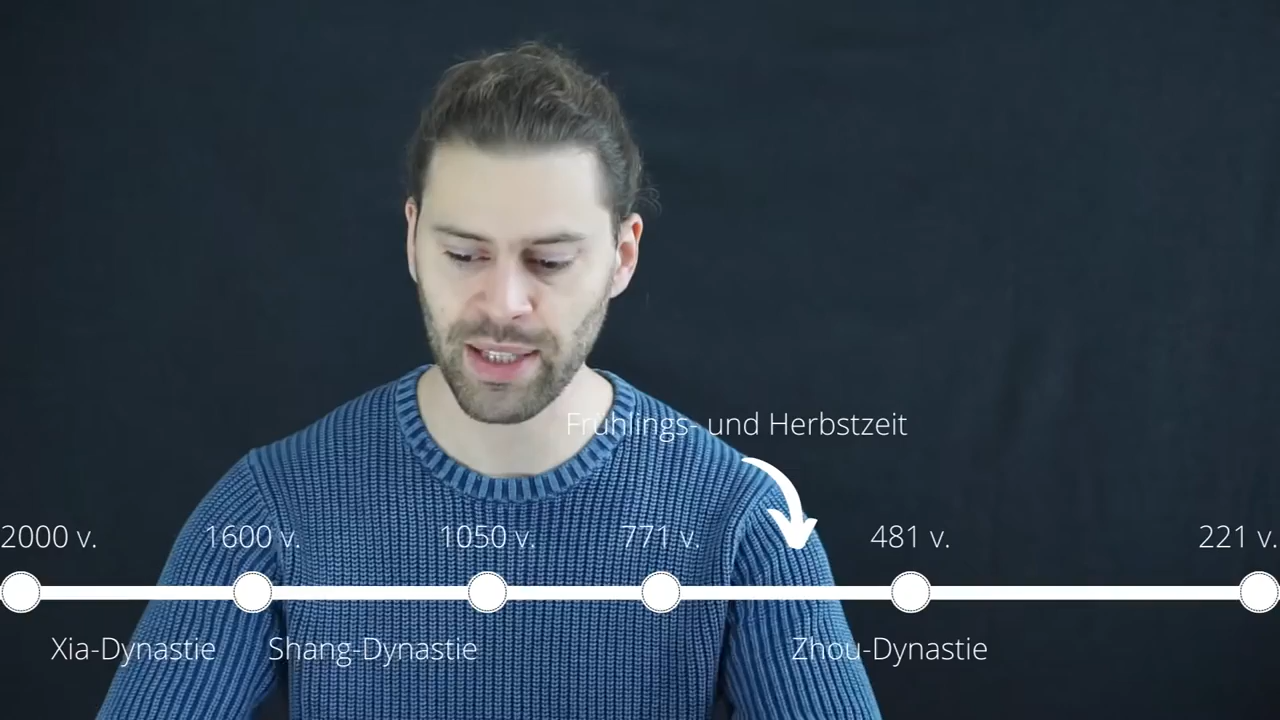 Frühlings- und Herbstzeit
2000 v. 1600 v. 1050 v. 771 v. 481 v. 221 v.
Xia-Dynastie Shang-Dynastie Zhou-Dynastie